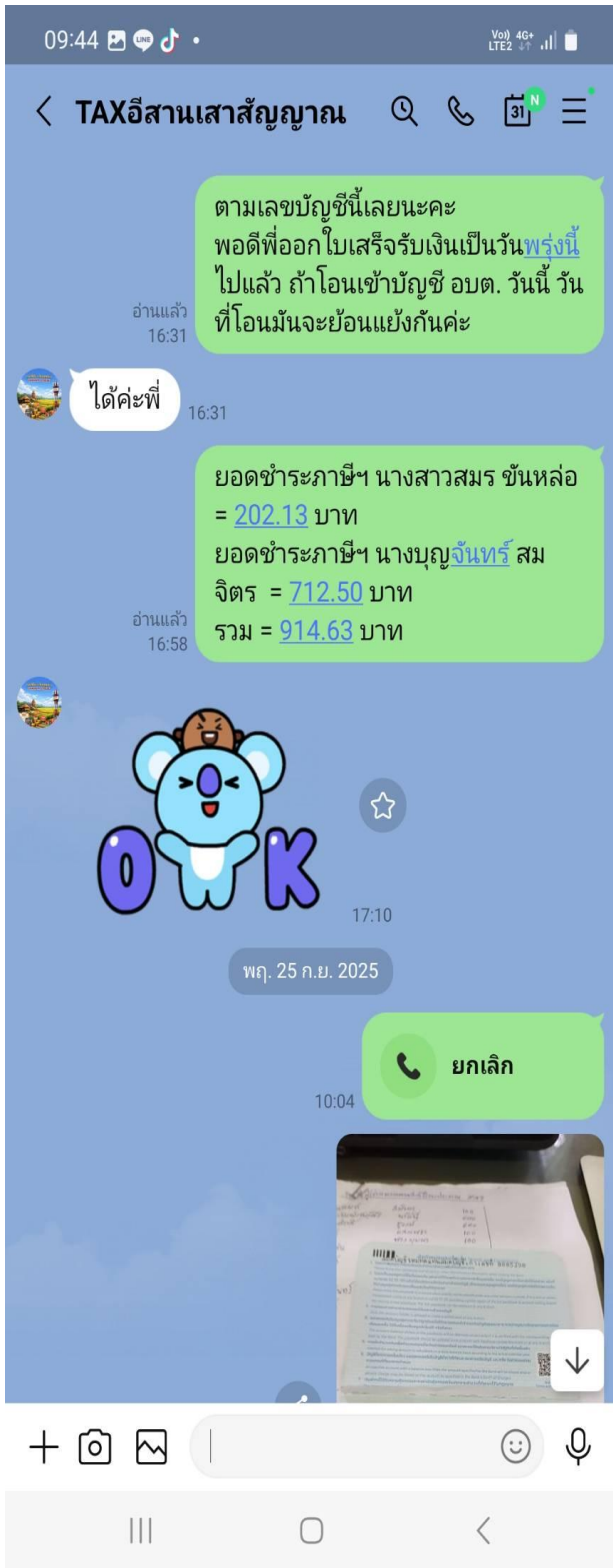 09:44 LINE
Vo)) 4G+
LTE2
TAXอีสานเสาสัญญาณ
31 N
ตามเลขบัญชีนี้เลยนะคะ
พอดีพี่ออกใบเสร็จรับเงินเป็นวันพรุ่งนี้
ไปแล้ว ถ้าโอนเข้าบัญชี อบต. วันนี้ วัน
ที่โอนมันจะย้อนแย้งกันค่ะ
อ่านแล้ว
16:31
ได้ค่ะพี่
16:31
ยอดชำระภาษีฯ นางสาวสมร ขันหล่อ
= 202.13 บาท
ยอดชำระภาษีฯ นางบุญจันทร์ สม
จิตร = 712.50 บาท
รวม = 914.63 บาท
อ่านแล้ว
16:58
OK
17:10
พฤ. 25 ก.ย. 2025
ยกเลิก
10:04